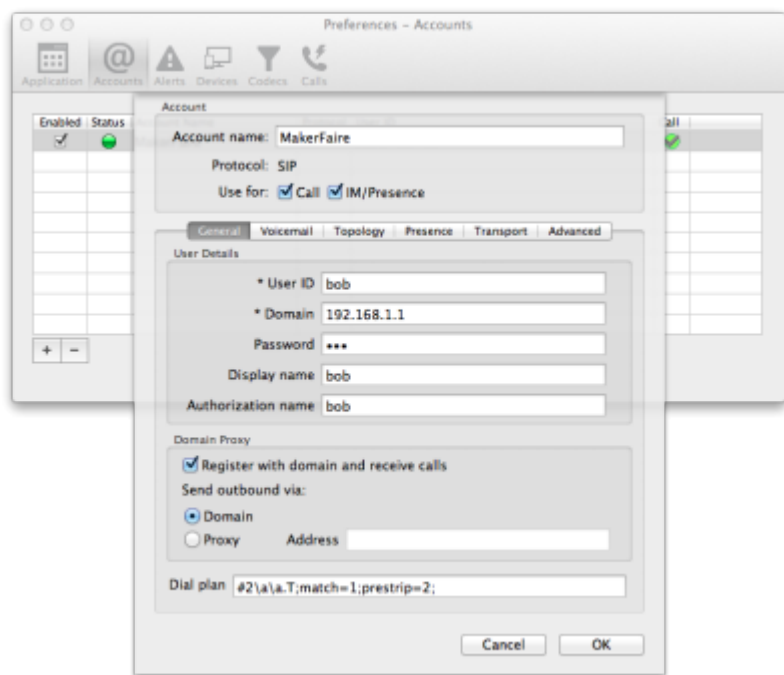 Preferences – Accounts
Application Accounts Alerts Devices Codecs Calls
Enabled Status
Call
Account
Account name: MakerFaire
Protocol: SIP
Use for: Call IM/Presence
General Voicemail Topology Presence Transport Advanced
User Details
* User ID bob
* Domain 192.168.1.1
Password •••
Display name bob
Authorization name bob
+ −
Domain Proxy
Register with domain and receive calls
Send outbound via:
Domain
Proxy Address
Dial plan #2\a\a.T;match=1;prestrip=2;
Cancel OK